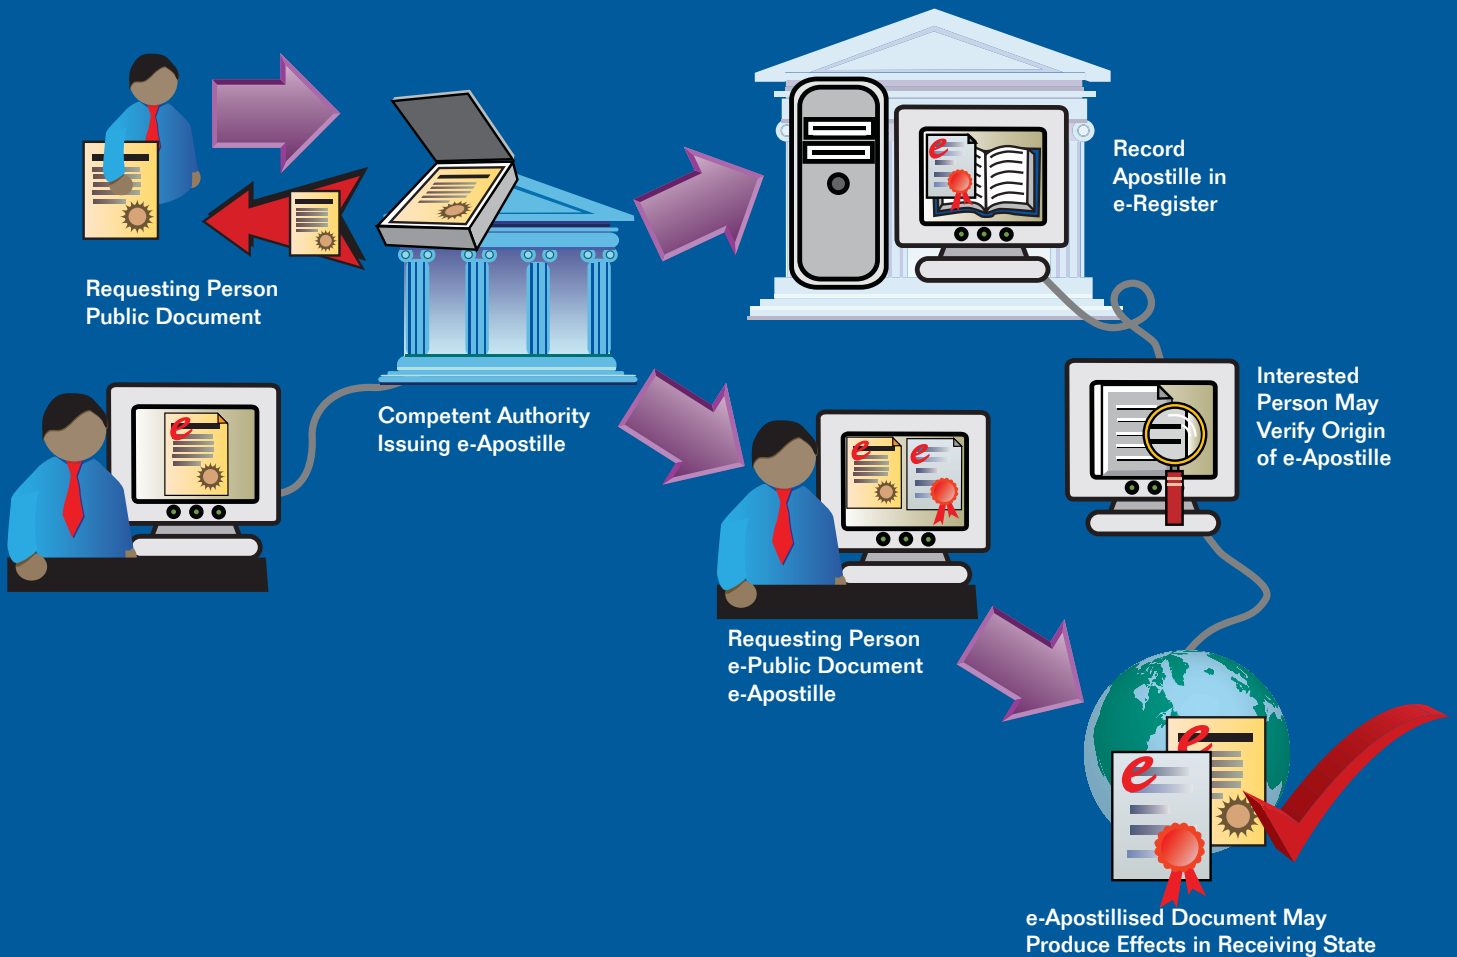 Requesting Person
Public Document
Competent Authority
Issuing e-Apostille
Record
Apostille in
e-Register
Interested
Person May
Verify Origin
of e-Apostille
Requesting Person
e-Public Document
e-Apostille
e-Apostillised Document May
Produce Effects in Receiving State